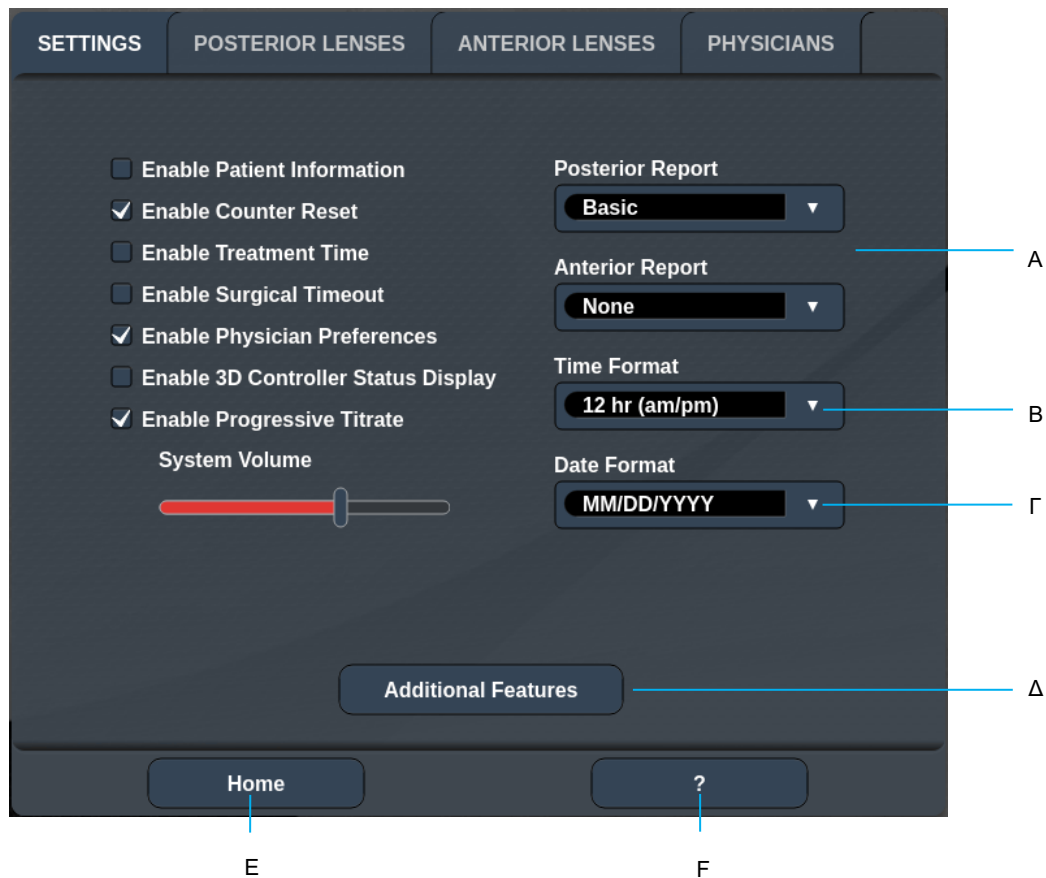 SETTINGS POSTERIOR LENSES ANTERIOR LENSES PHYSICIANS
Enable Patient Information
Enable Counter Reset
Enable Treatment Time
Enable Surgical Timeout
Enable Physician Preferences
Enable 3D Controller Status Display
Enable Progressive Titrate
System Volume
Posterior Report
Basic
Α
Anterior Report
None
Time Format
12 hr (am/pm)
Β
Date Format
MM/DD/YYYY
Γ
Additional Features
Δ
Home
?
Ε
F